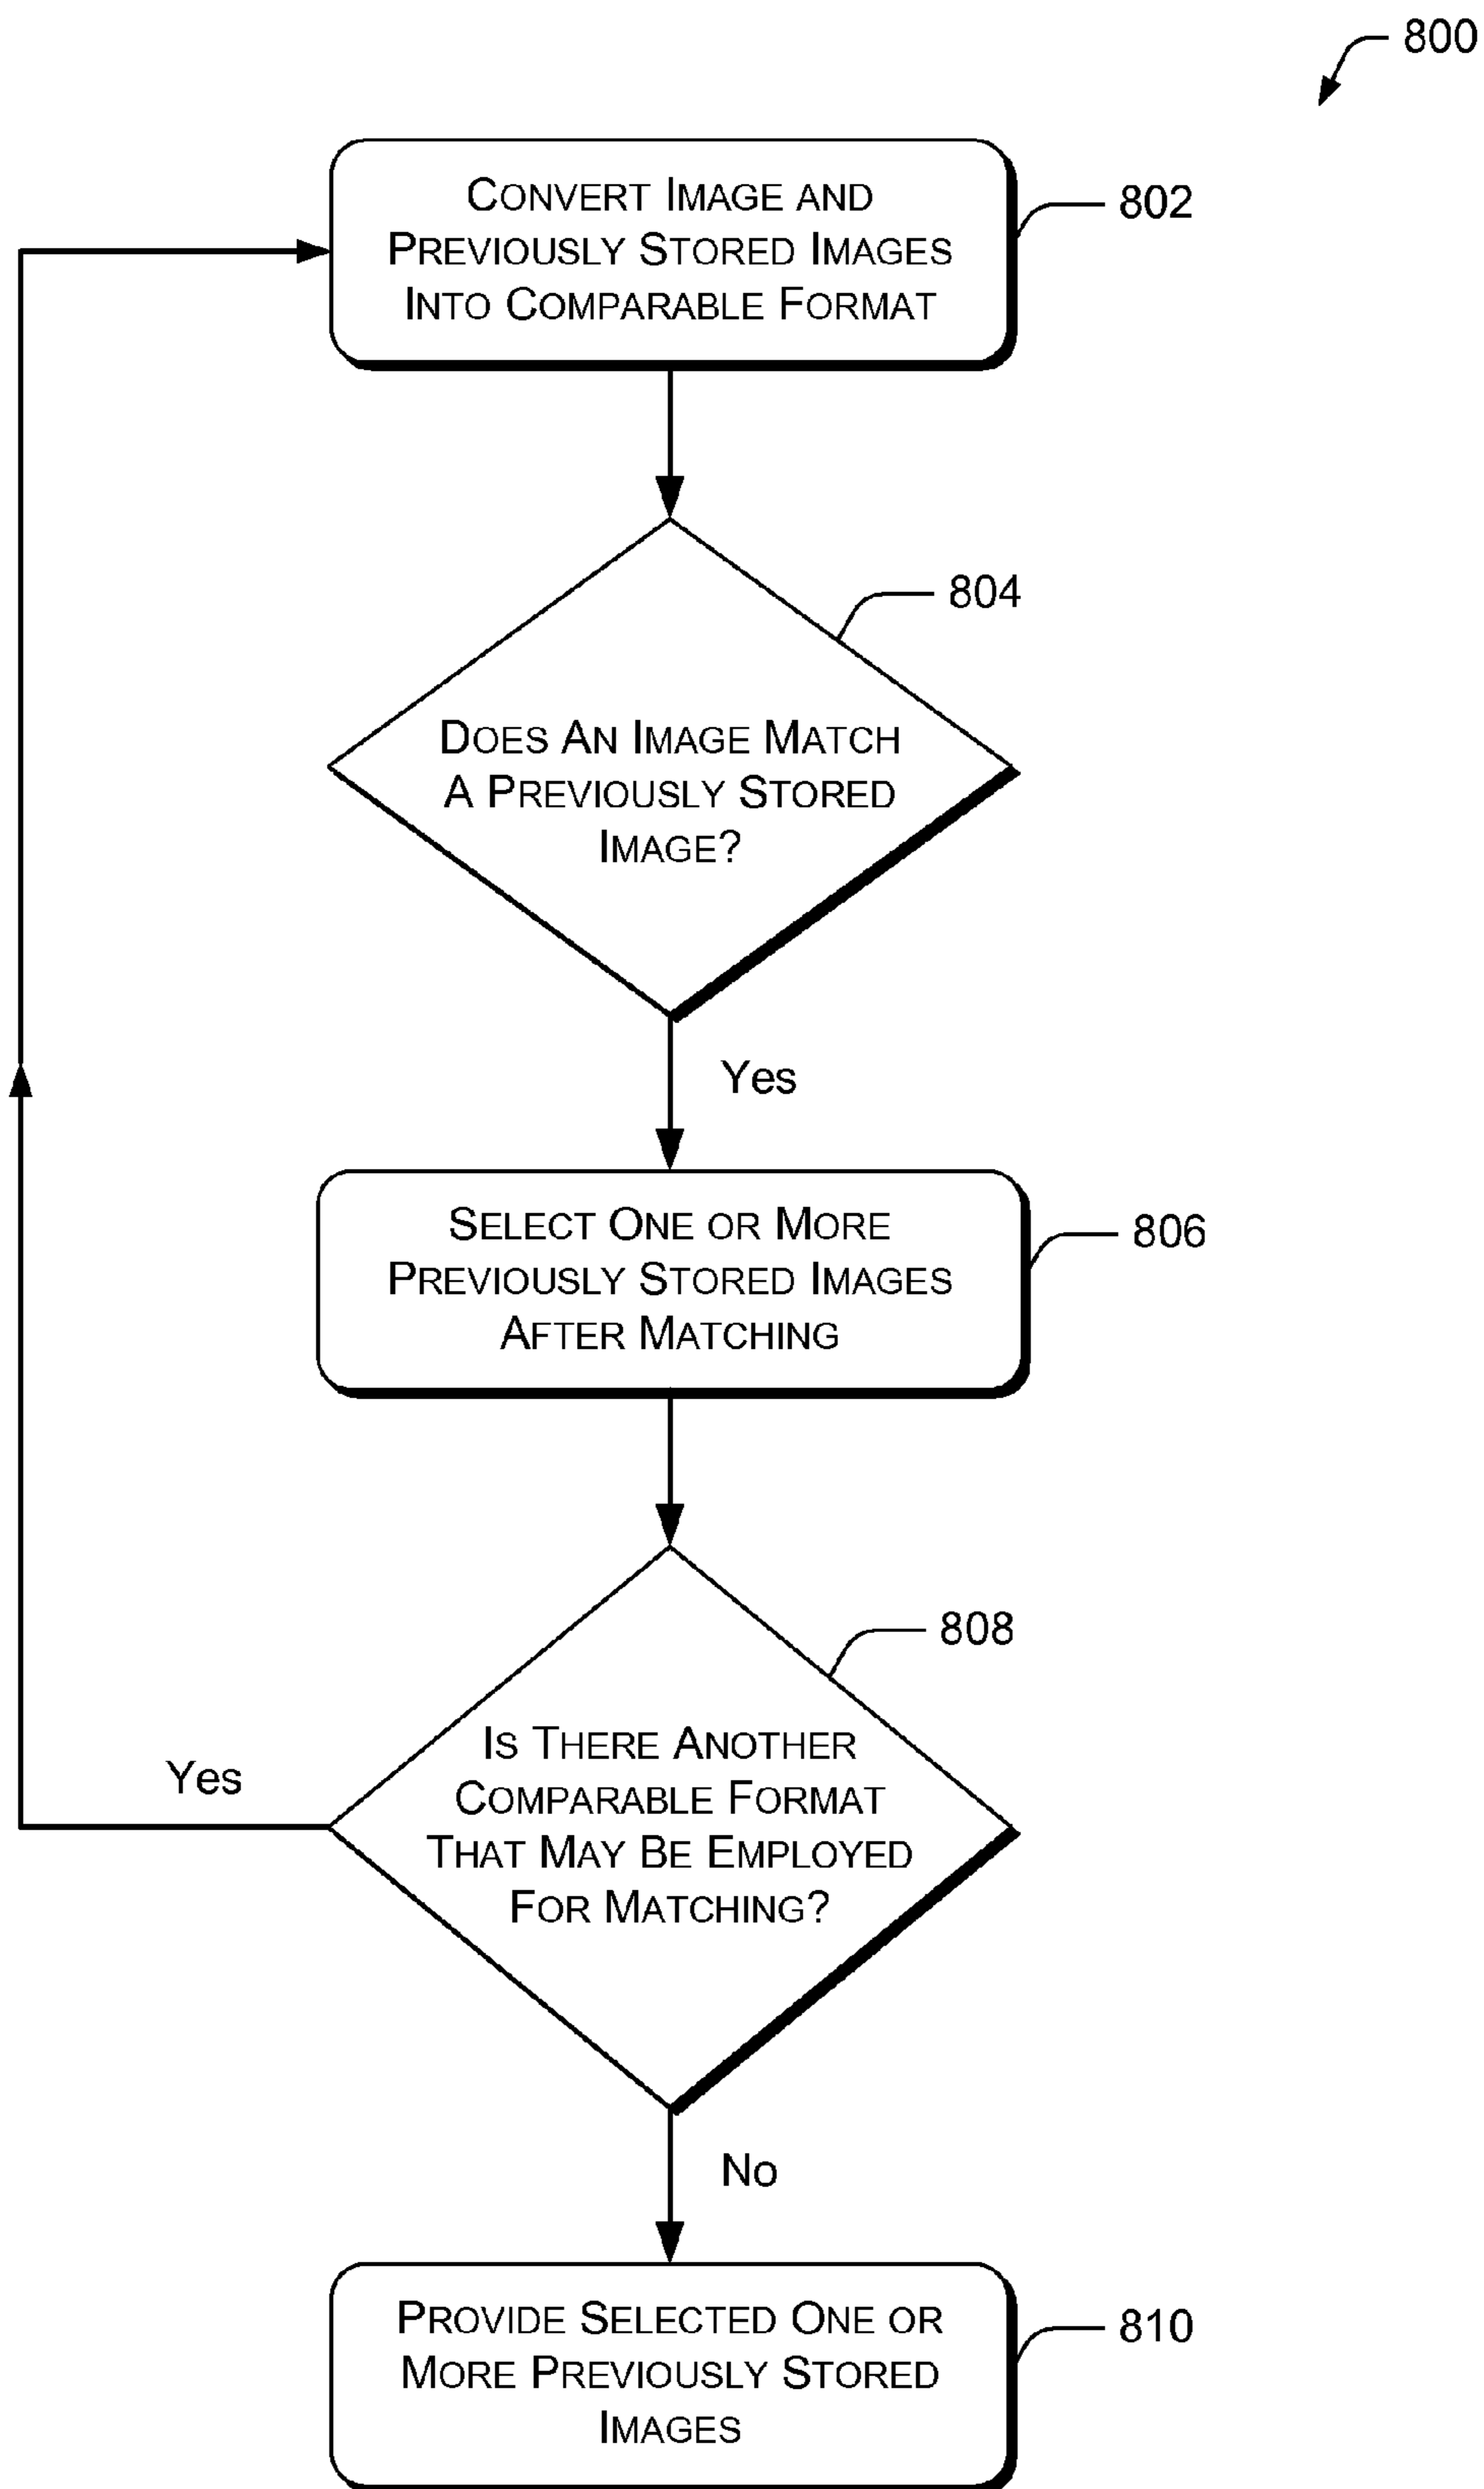 800
CONVERT IMAGE AND
PREVIOUSLY STORED IMAGES
INTO COMPARABLE FORMAT
802
804
DOES AN IMAGE MATCH
A PREVIOUSLY STORED
IMAGE?
Yes
SELECT ONE OR MORE
PREVIOUSLY STORED IMAGES
AFTER MATCHING
806
808
IS THERE ANOTHER
COMPARABLE FORMAT
THAT MAY BE EMPLOYED
FOR MATCHING?
Yes
No
PROVIDE SELECTED ONE OR
MORE PREVIOUSLY STORED
IMAGES
810